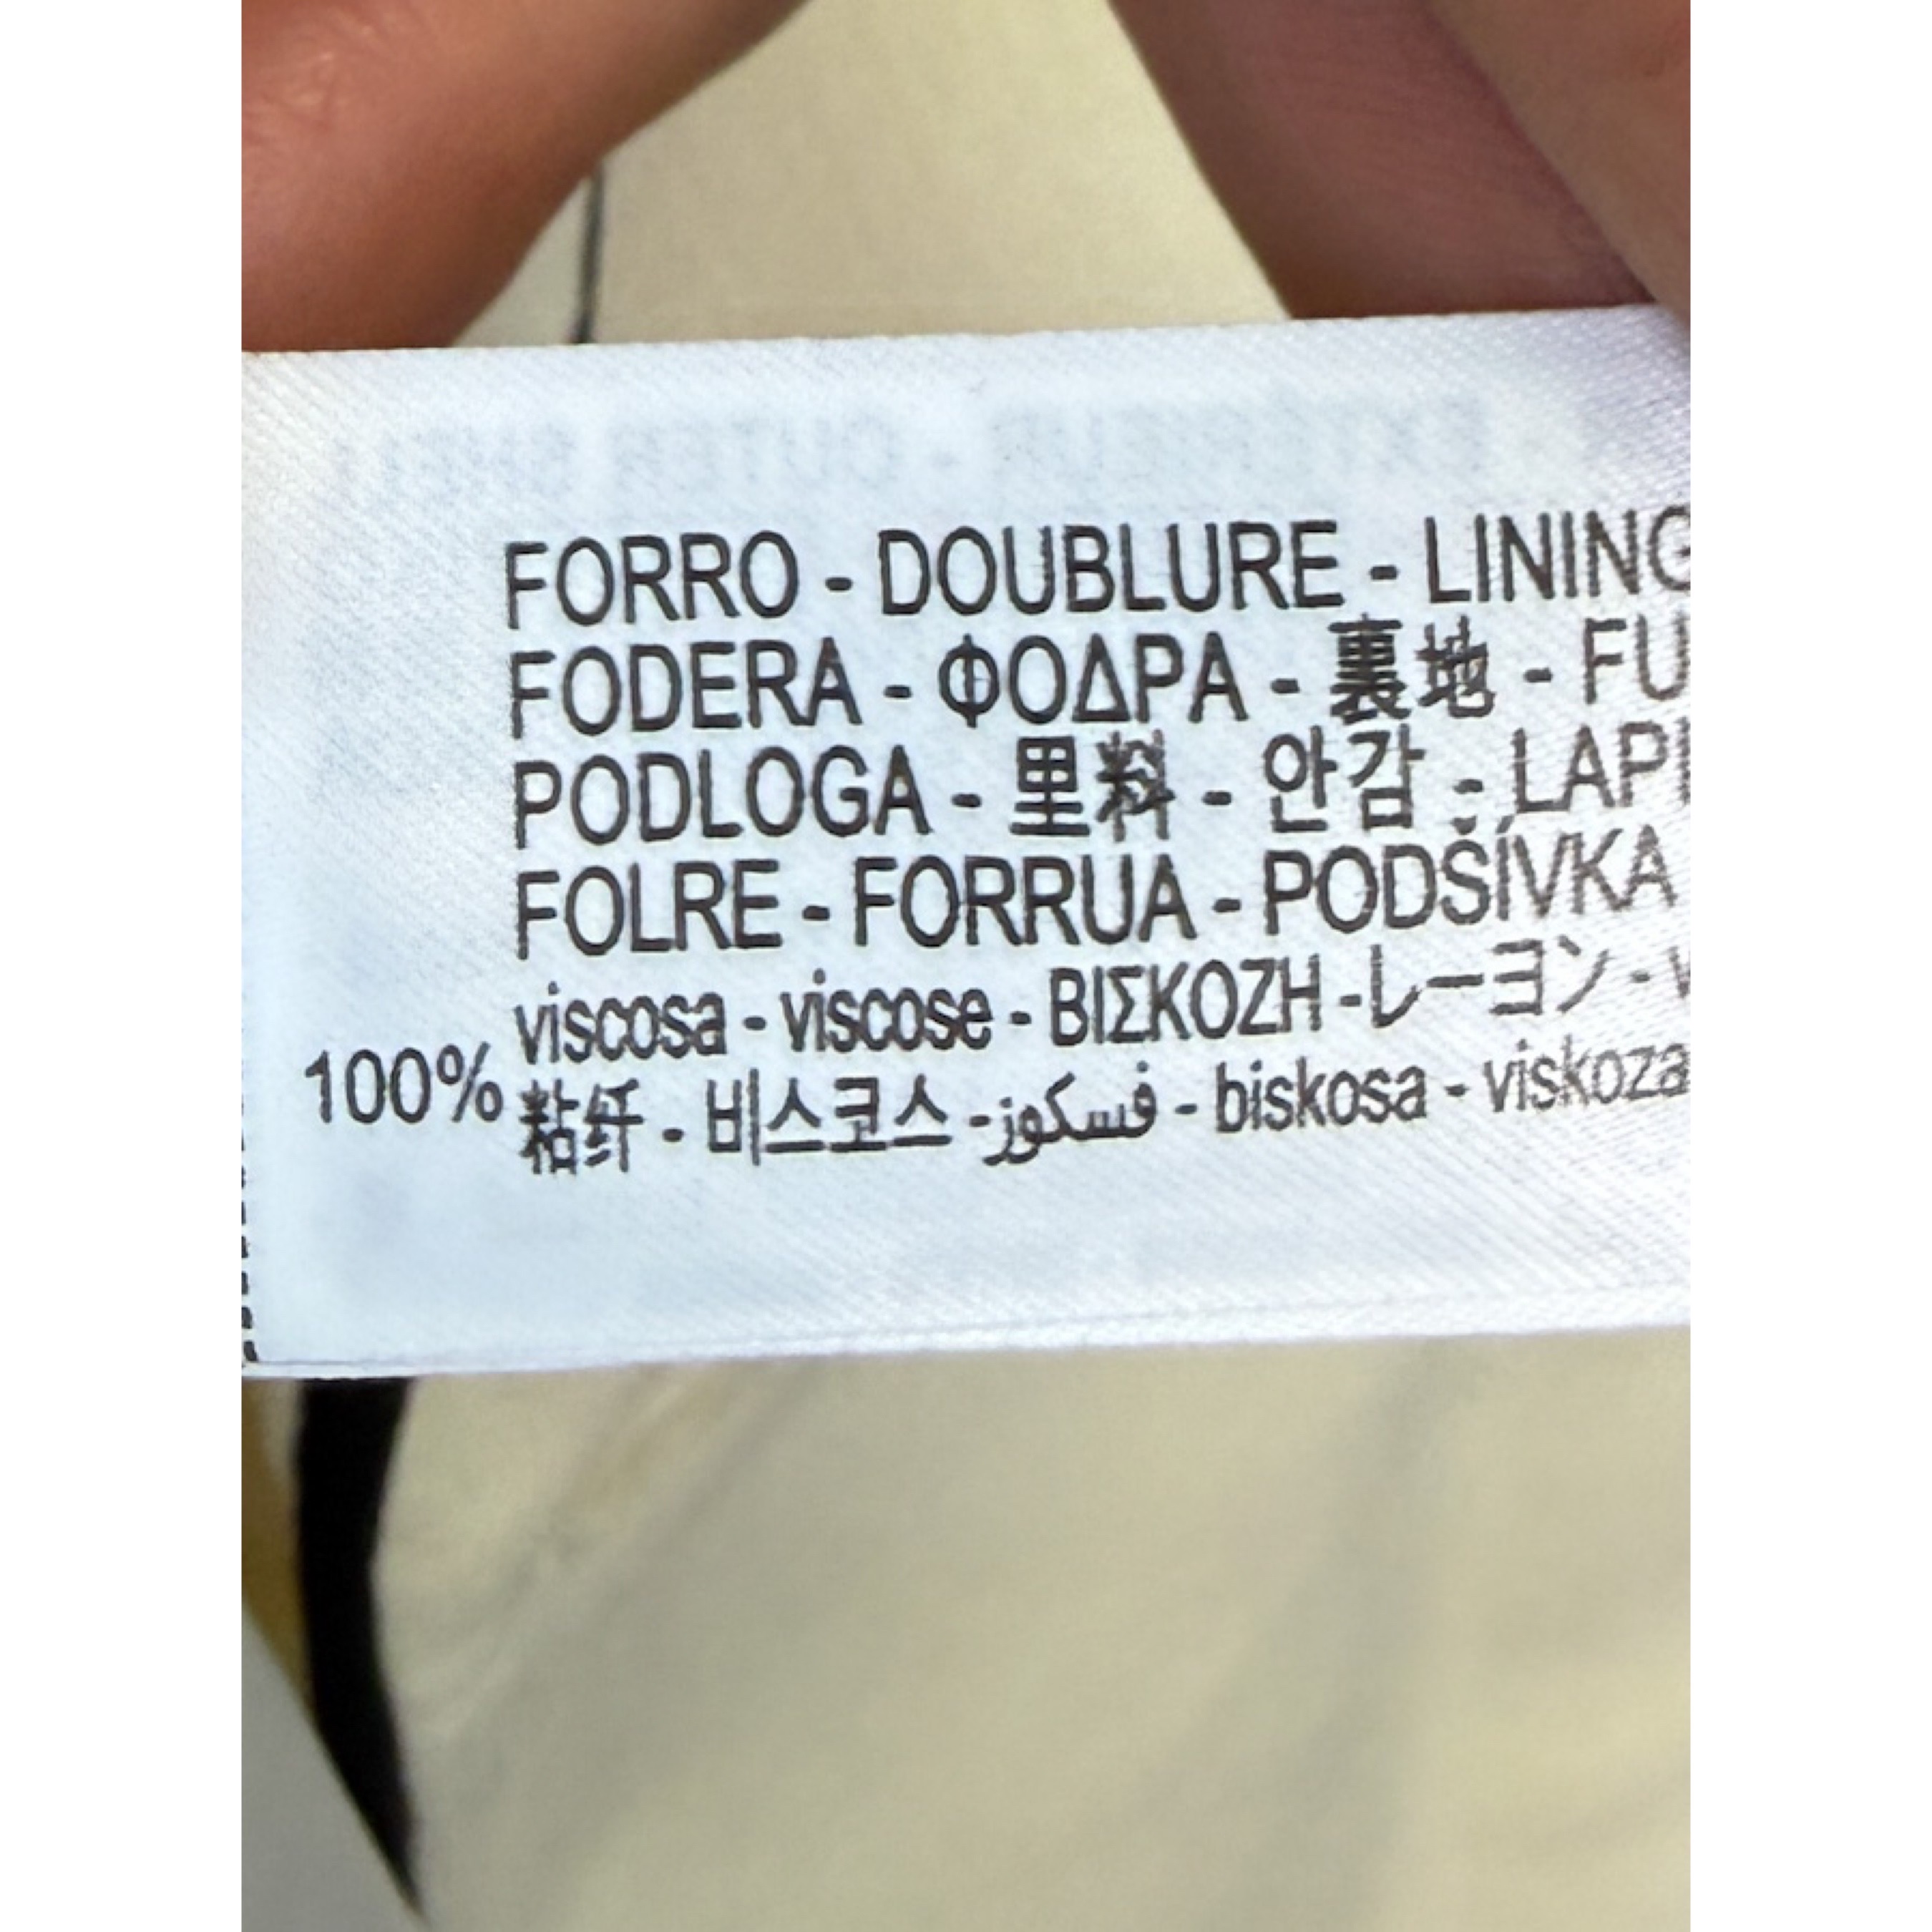 FORRO - DOUBLURE - LINING
FODERA - ΦΟΔΡΑ - 裏地 - FU
PODLOGA - 里料 - 안감 - LAPI
FOLRE - FORRUA - PODŠÍVKA
viscosa - viscose - ΒΙΣΚΟΖΗ -レーヨン - v
100% 粘纤 - 비스코스 - فسكوز - biskosa - viskoza